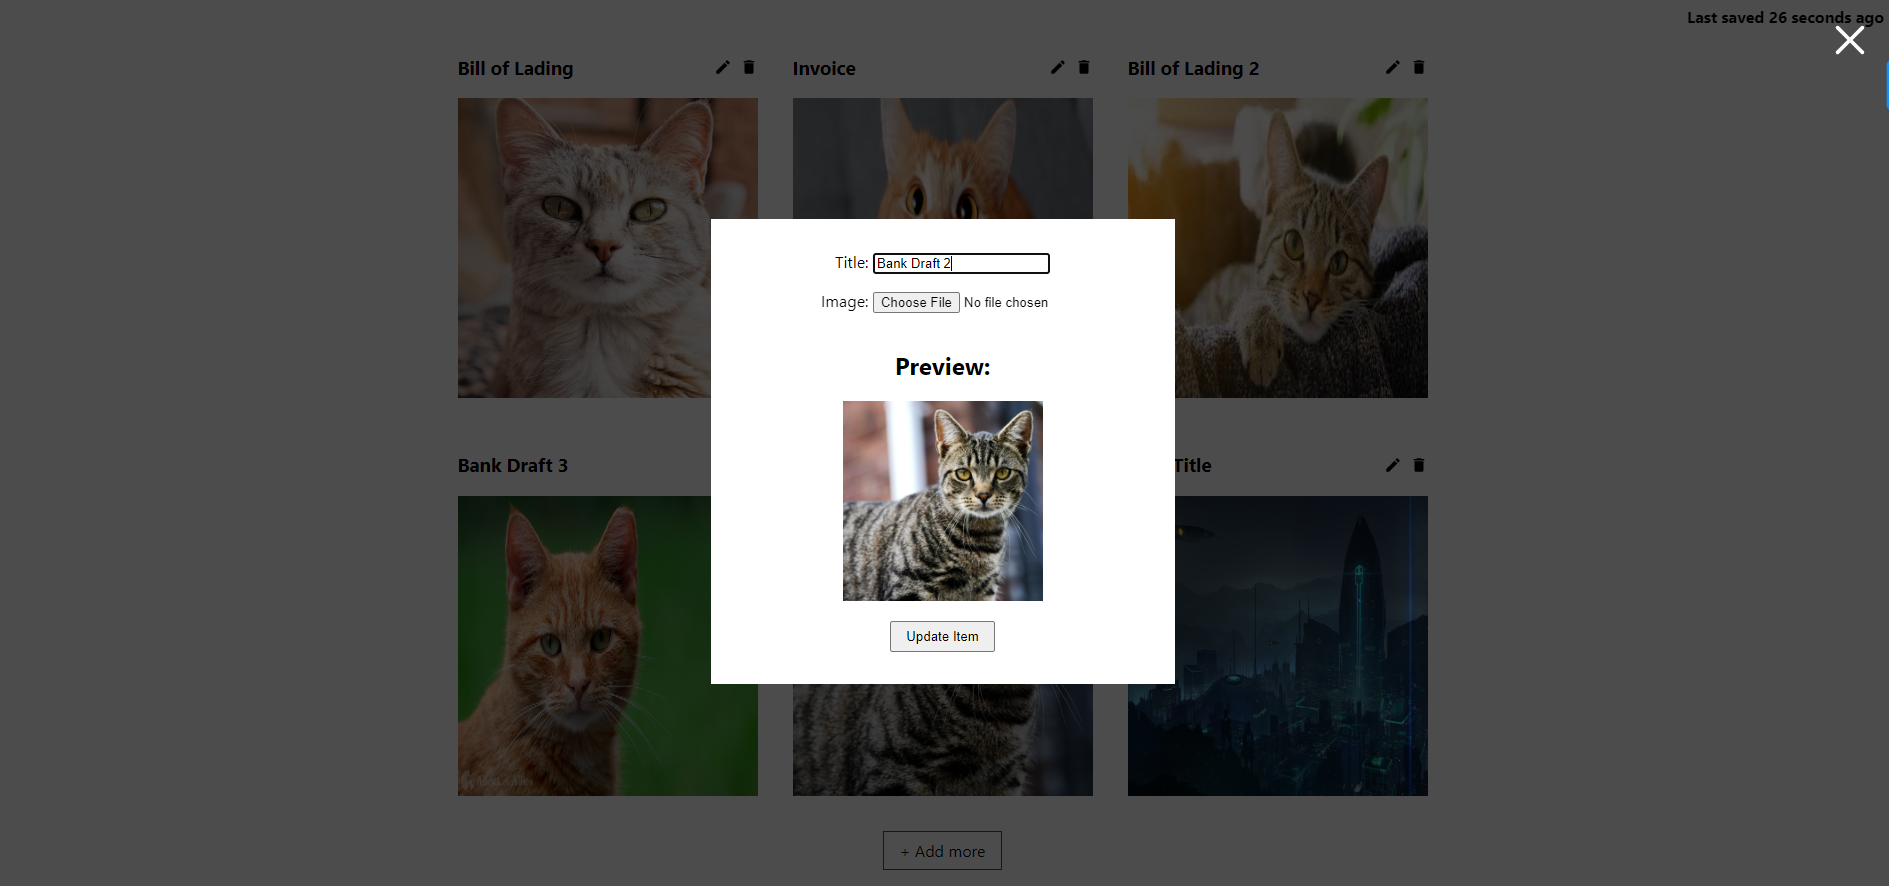 Last saved 26 seconds ago
Bill of Lading
Invoice
Bill of Lading 2
Title: Bank Draft 2
Image: Choose File No file chosen
Preview:
Update Item
Bank Draft 3
Title
+ Add more